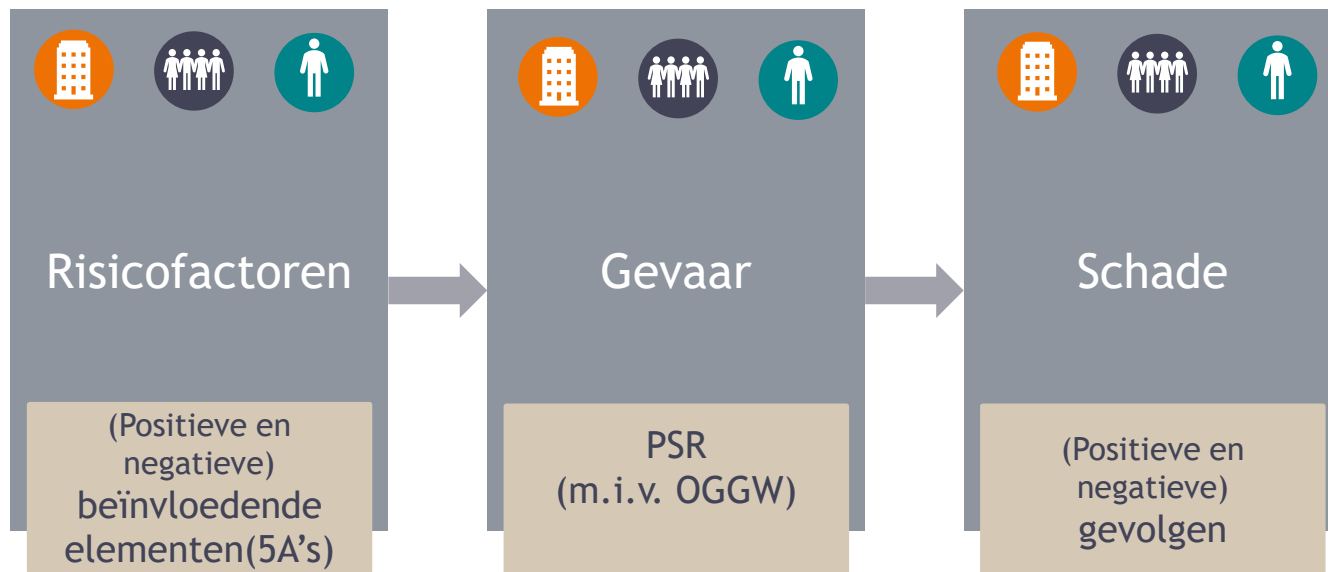 Risicofactoren
(Positieve en
negatieve)
beïnvloedende
elementen(5A’s)
Gevaar
PSR
(m.i.v. OGGW)
Schade
(Positieve en
negatieve)
gevolgen